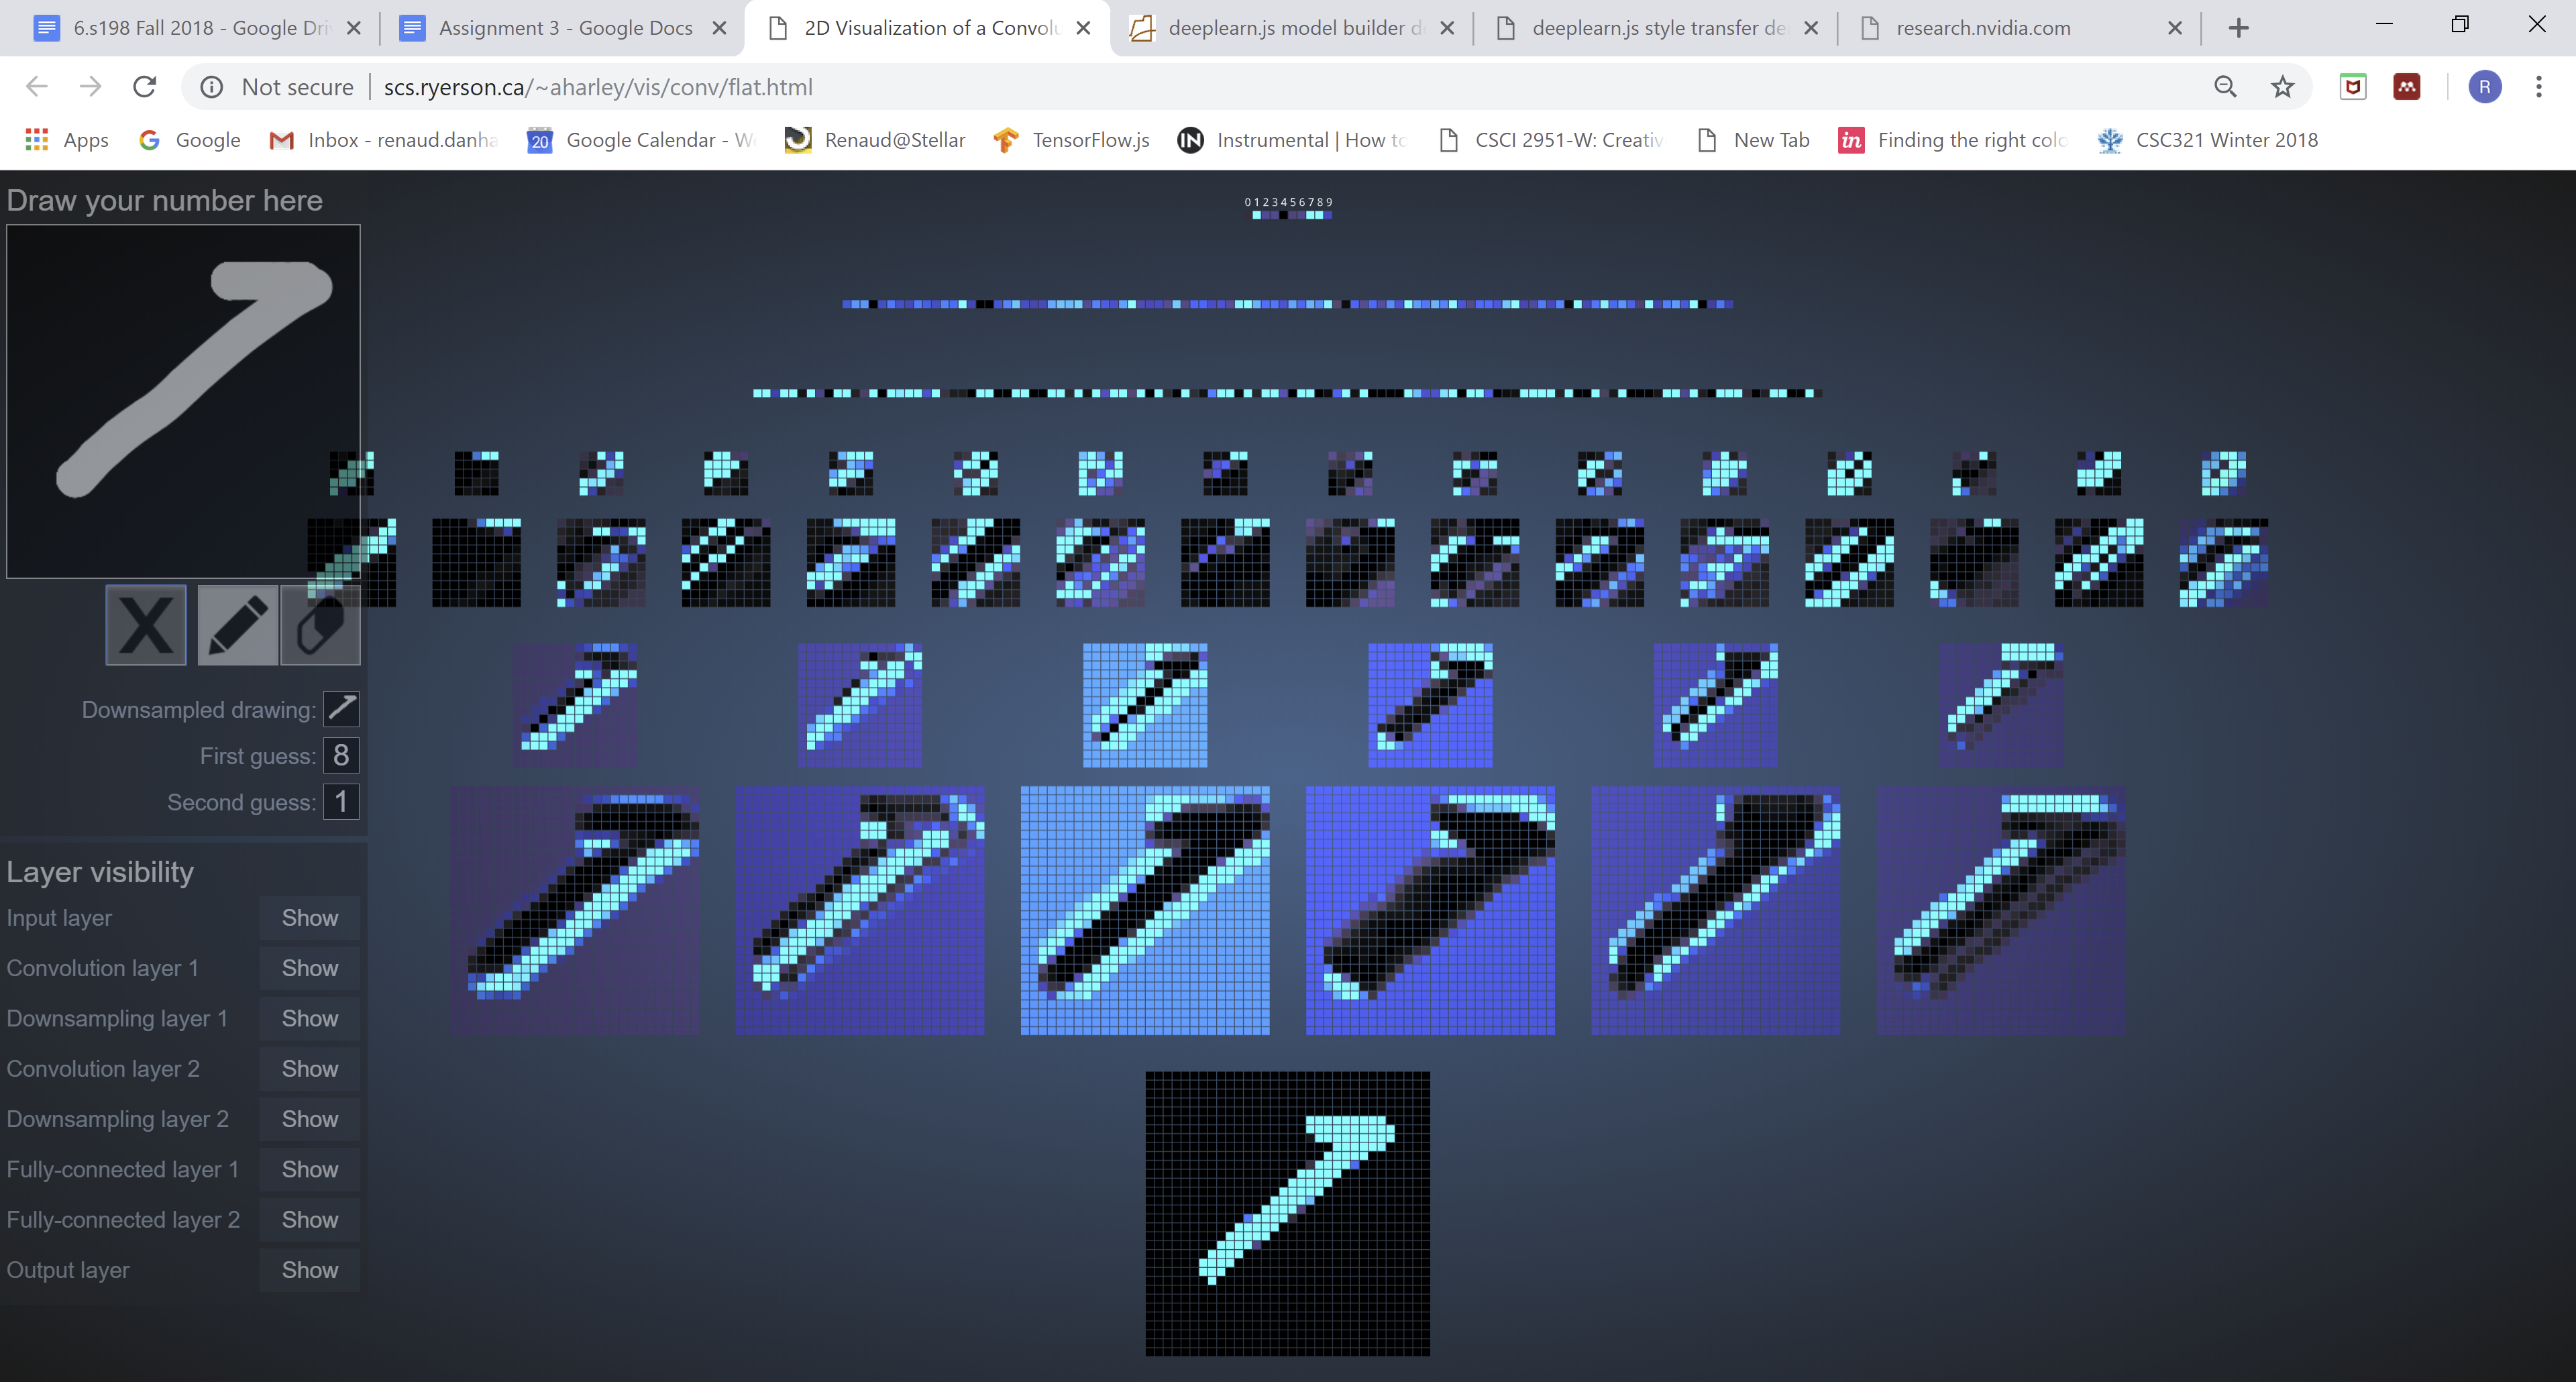 6.s198 Fall 2018 - Google Dri
Assignment 3 - Google Docs
2D Visualization of a Convolu
deeplearn.js model builder d
deeplearn.js style transfer de
research.nvidia.com
Not secure
scs.ryerson.ca/~aharley/vis/conv/flat.html
R
Apps
Google
Inbox - renaud.danha
20
Google Calendar - We
Renaud@Stellar
TensorFlow.js
IN
Instrumental | How to
CSCI 2951-W: Creativ
New Tab
in
Finding the right colo
CSC321 Winter 2018
Draw your number here
0 1 2 3 4 5 6 7 8 9
X
Downsampled drawing:
First guess: 8
Second guess: 1
Layer visibility
Input layer Show
Convolution layer 1 Show
Downsampling layer 1 Show
Convolution layer 2 Show
Downsampling layer 2 Show
Fully-connected layer 1 Show
Fully-connected layer 2 Show
Output layer Show